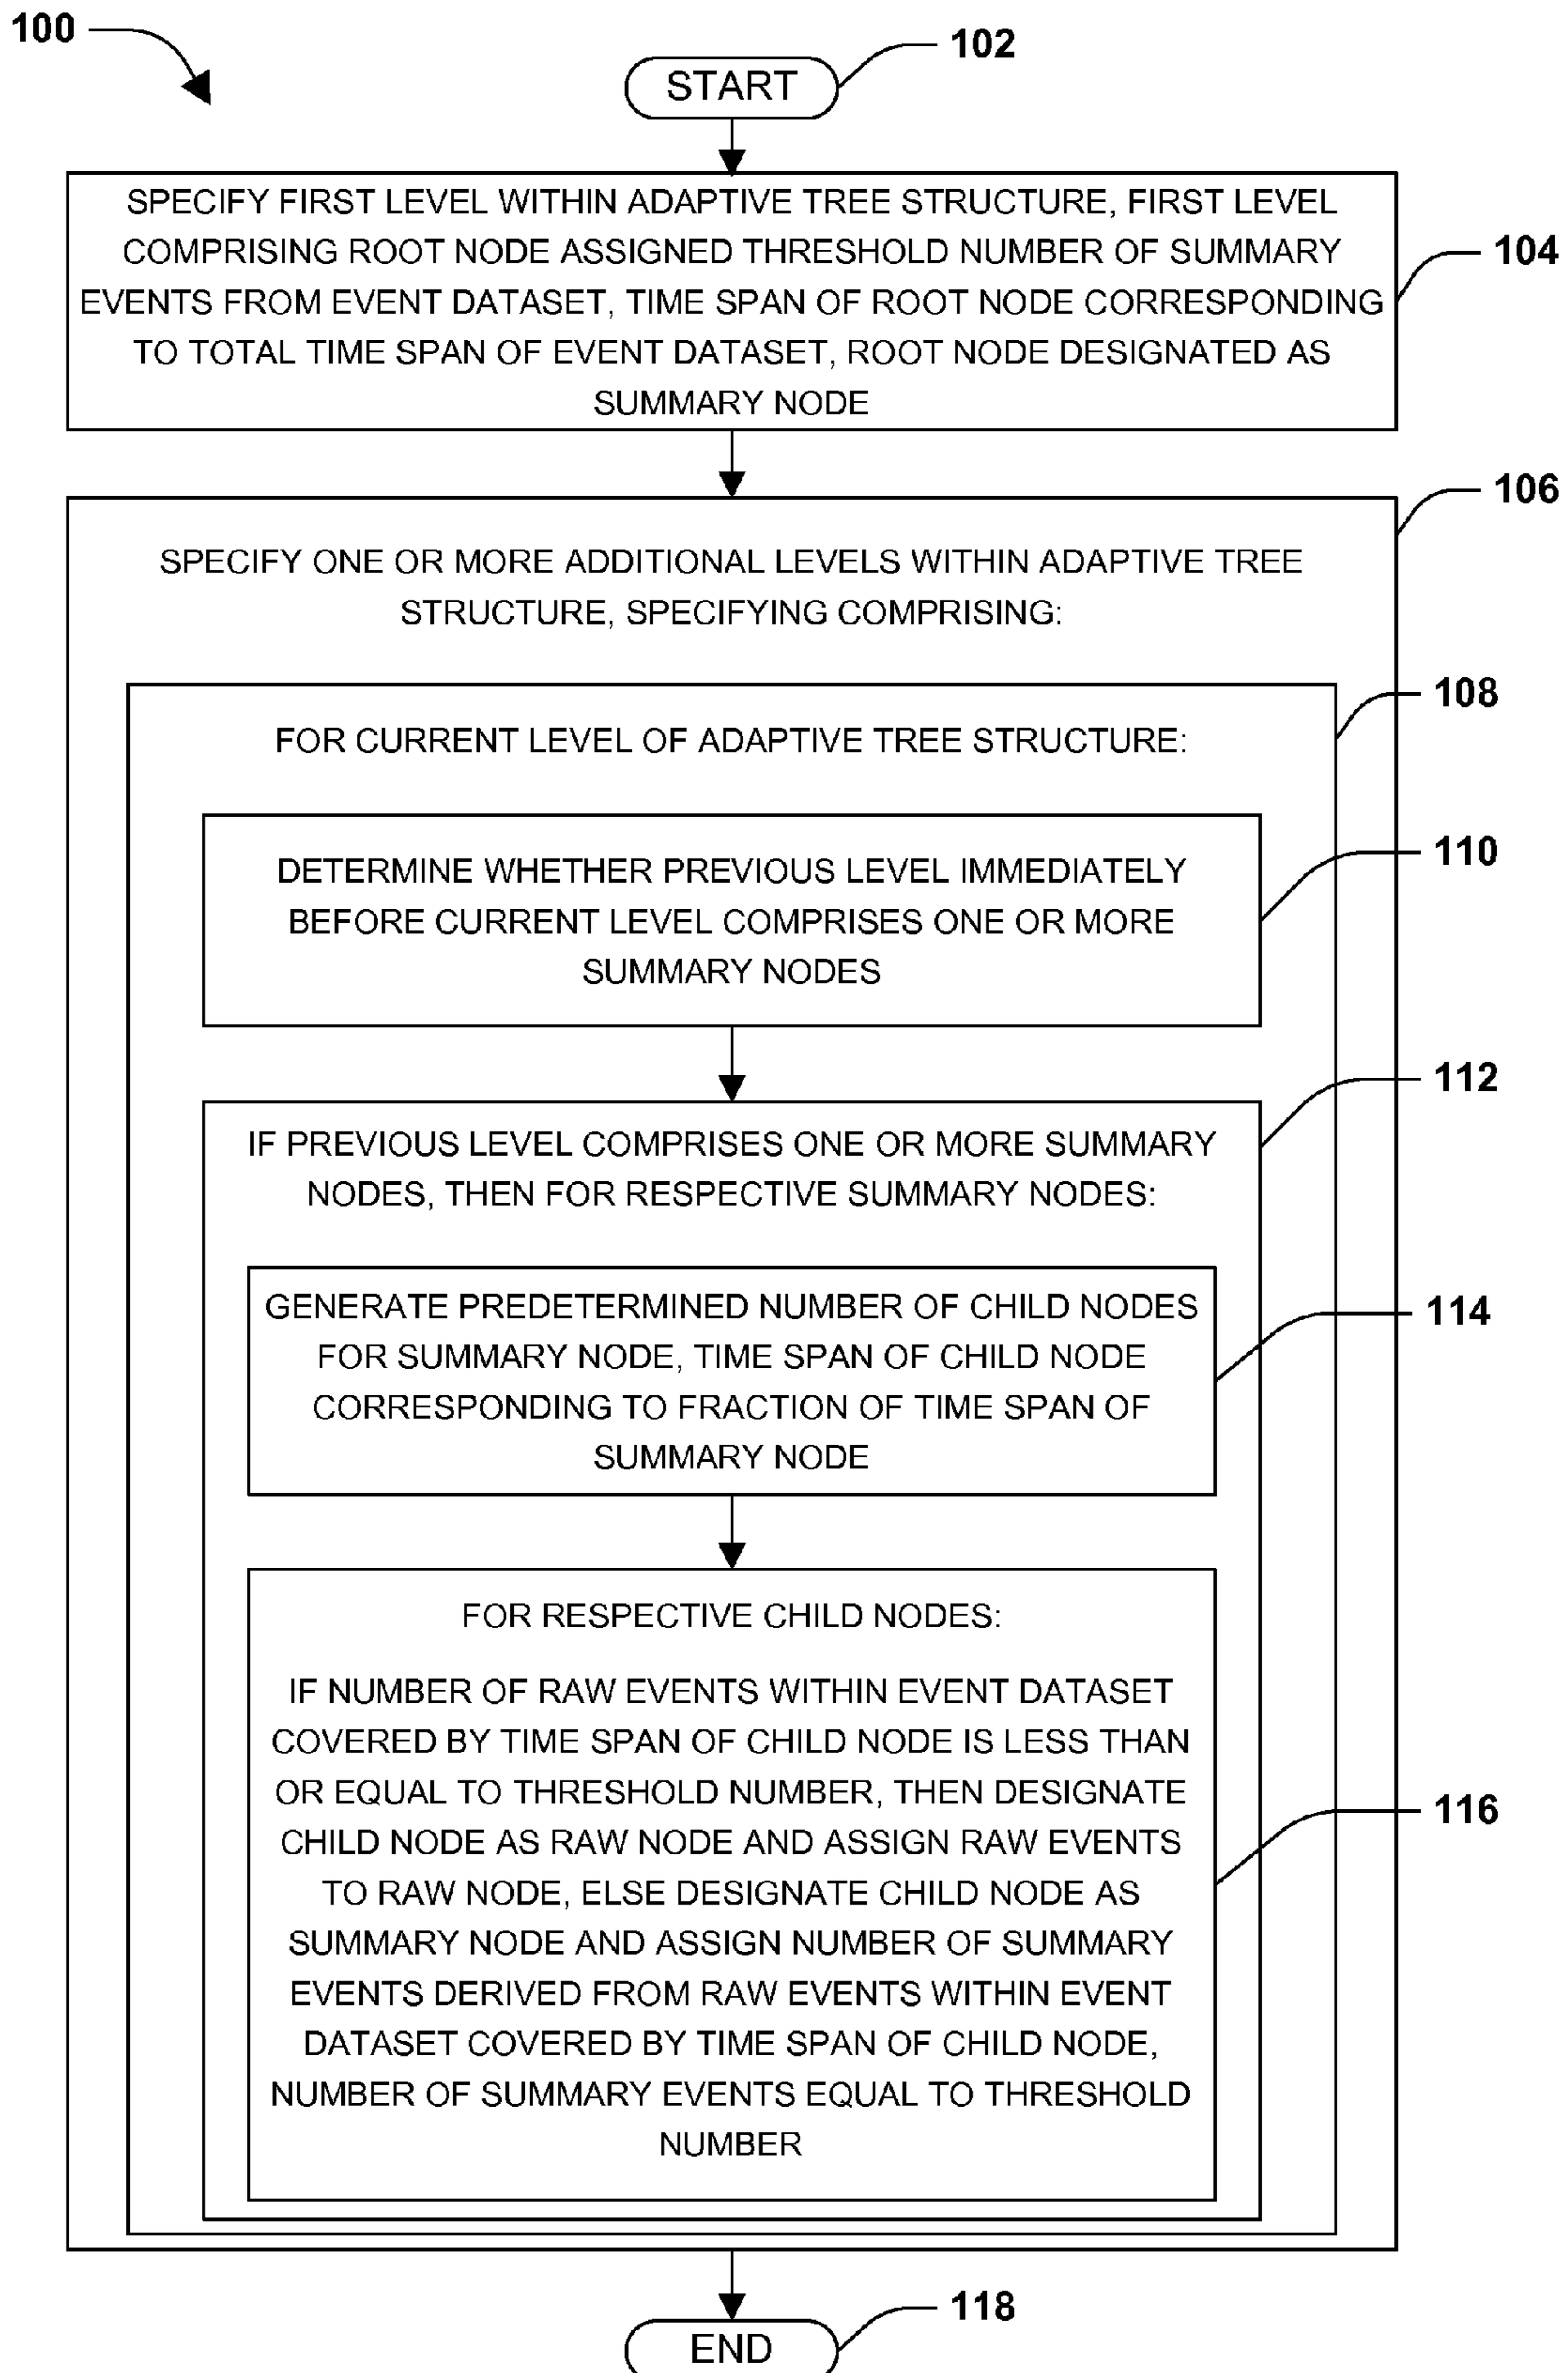 100
START
102
SPECIFY FIRST LEVEL WITHIN ADAPTIVE TREE STRUCTURE, FIRST LEVEL
COMPRISING ROOT NODE ASSIGNED THRESHOLD NUMBER OF SUMMARY
EVENTS FROM EVENT DATASET, TIME SPAN OF ROOT NODE CORRESPONDING
TO TOTAL TIME SPAN OF EVENT DATASET, ROOT NODE DESIGNATED AS
SUMMARY NODE
104
106
SPECIFY ONE OR MORE ADDITIONAL LEVELS WITHIN ADAPTIVE TREE
STRUCTURE, SPECIFYING COMPRISING:
108
FOR CURRENT LEVEL OF ADAPTIVE TREE STRUCTURE:
110
DETERMINE WHETHER PREVIOUS LEVEL IMMEDIATELY
BEFORE CURRENT LEVEL COMPRISES ONE OR MORE
SUMMARY NODES
112
IF PREVIOUS LEVEL COMPRISES ONE OR MORE SUMMARY
NODES, THEN FOR RESPECTIVE SUMMARY NODES:
GENERATE PREDETERMINED NUMBER OF CHILD NODES
FOR SUMMARY NODE, TIME SPAN OF CHILD NODE
CORRESPONDING TO FRACTION OF TIME SPAN OF
SUMMARY NODE
114
FOR RESPECTIVE CHILD NODES:
IF NUMBER OF RAW EVENTS WITHIN EVENT DATASET
COVERED BY TIME SPAN OF CHILD NODE IS LESS THAN
OR EQUAL TO THRESHOLD NUMBER, THEN DESIGNATE
CHILD NODE AS RAW NODE AND ASSIGN RAW EVENTS
TO RAW NODE, ELSE DESIGNATE CHILD NODE AS
SUMMARY NODE AND ASSIGN NUMBER OF SUMMARY
EVENTS DERIVED FROM RAW EVENTS WITHIN EVENT
DATASET COVERED BY TIME SPAN OF CHILD NODE,
NUMBER OF SUMMARY EVENTS EQUAL TO THRESHOLD
NUMBER
116
118
END